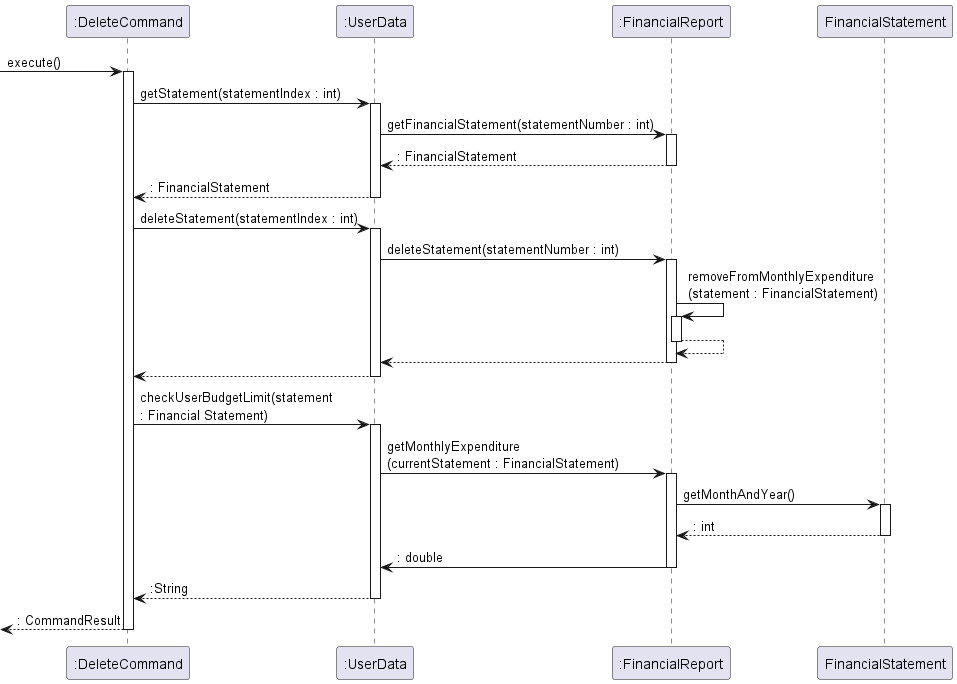 :DeleteCommand
:UserData
:FinancialReport
FinancialStatement
execute()
getStatement(statementIndex : int)
getFinancialStatement(statementNumber : int)
: FinancialStatement
: FinancialStatement
deleteStatement(statementIndex : int)
deleteStatement(statementNumber : int)
removeFromMonthlyExpenditure
(statement : FinancialStatement)
checkUserBudgetLimit(statement
: Financial Statement)
getMonthlyExpenditure
(currentStatement : FinancialStatement)
getMonthAndYear()
: int
: double
:String
: CommandResult
:DeleteCommand
:UserData
:FinancialReport
FinancialStatement